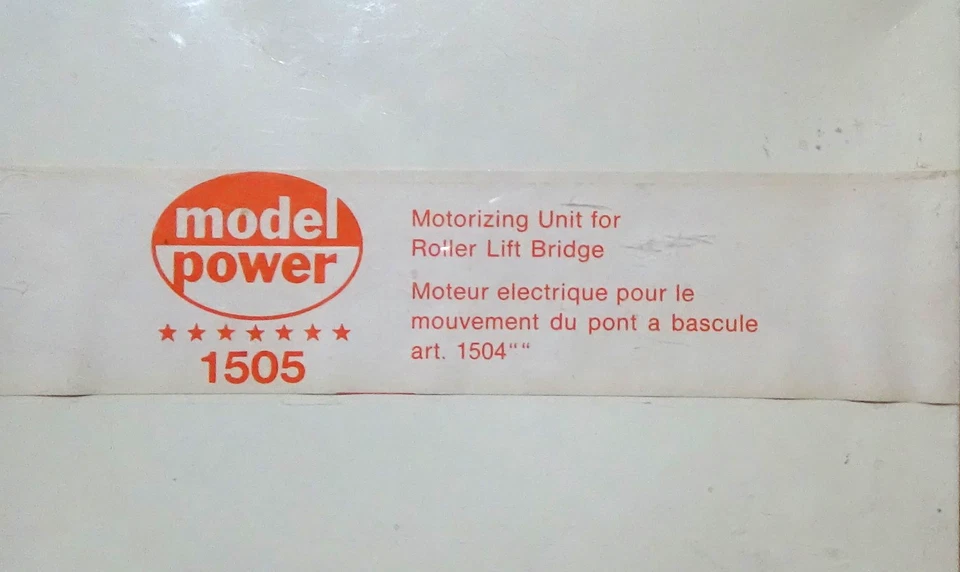 model
power
1505
Motorizing Unit for
Roller Lift Bridge
Moteur electrique pour le
mouvement du pont a bascule
art. 1504““